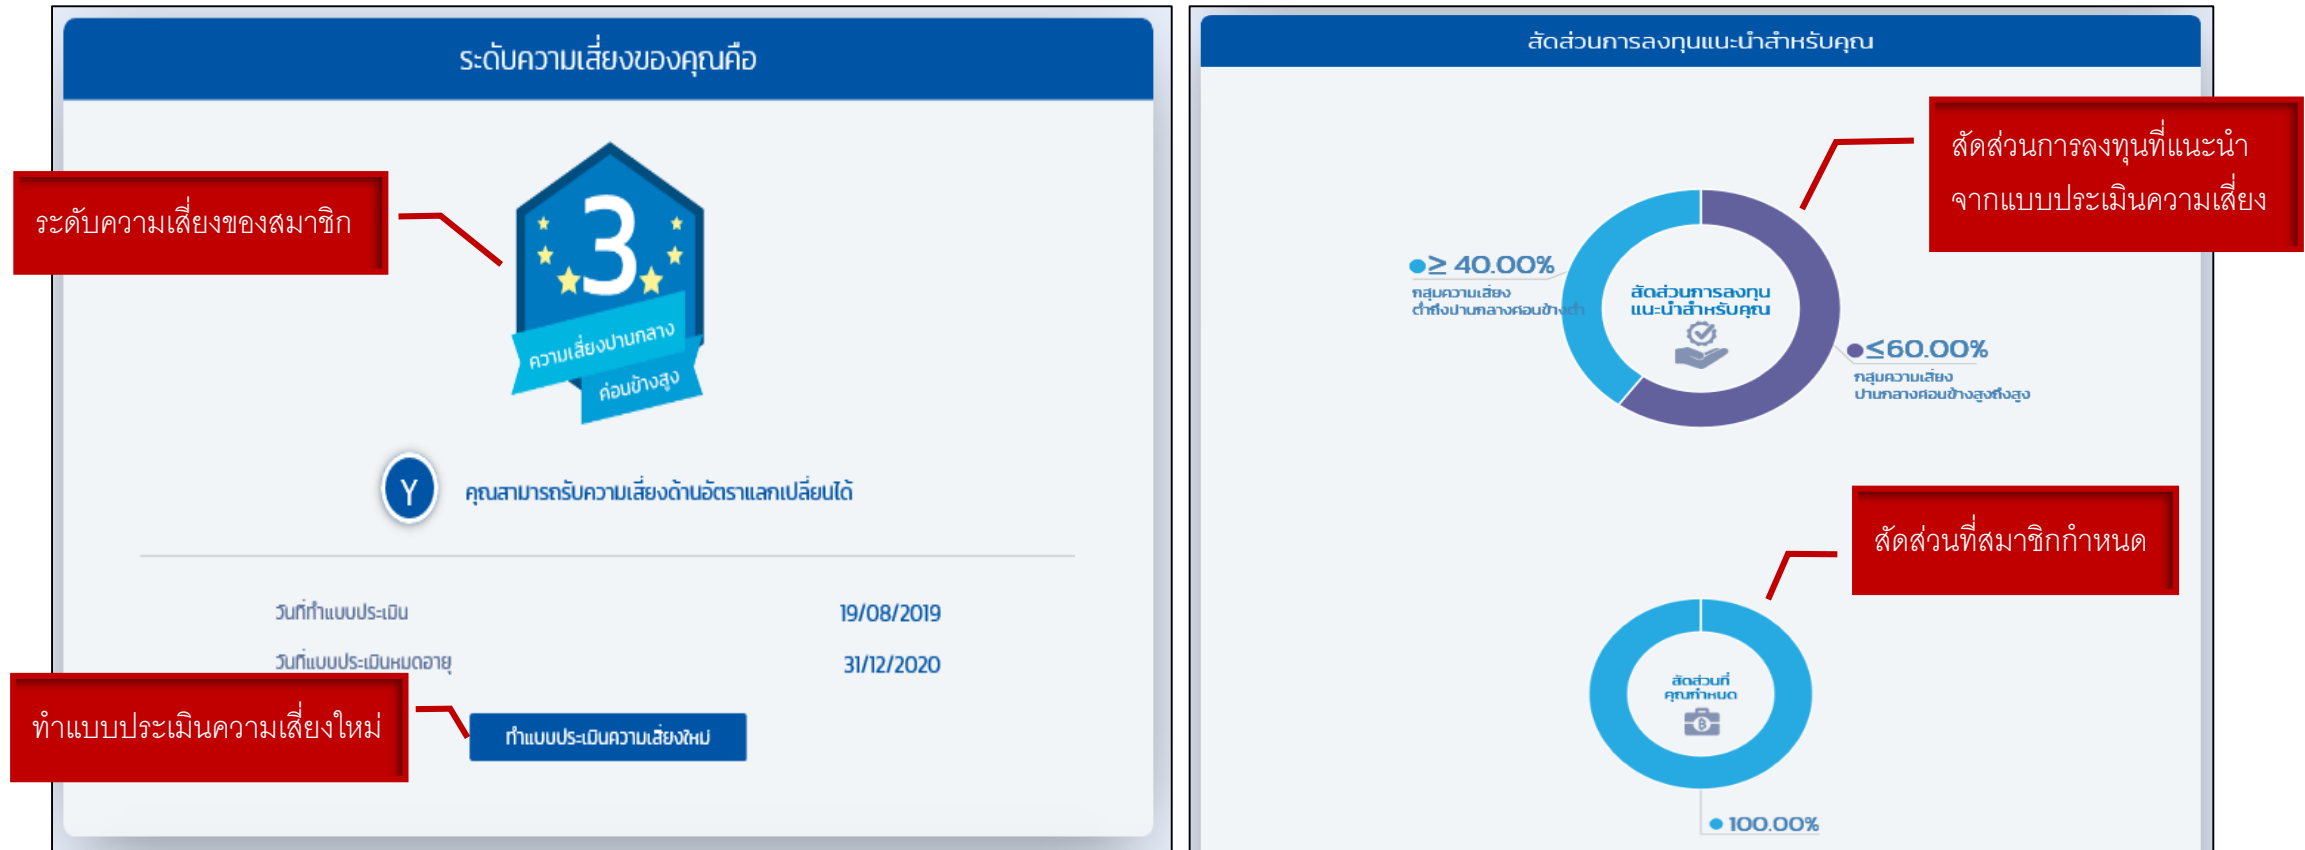 ระดับความเสี่ยงของคุณคือ
ระดับความเสี่ยงของสมาชิก
3
ความเสี่ยงปานกลาง
ค่อนข้างสูง
Y
คุณสามารถรับความเสี่ยงด้านอัตราแลกเปลี่ยนได้
วันที่ทำแบบประเมิน
19/08/2019
วันที่แบบประเมินหมดอายุ
31/12/2020
ทำแบบประเมินความเสี่ยงใหม่
ทำแบบประเมินความเสี่ยงใหม่
สัดส่วนการลงทุนแนะนำสำหรับคุณ
สัดส่วนการลงทุนที่แนะนำ
จากแบบประเมินความเสี่ยง
≥ 40.00%
กลุ่มความเสี่ยง
ต่ำถึงปานกลางค่อนข้างต่ำ
สัดส่วนการลงทุน
แนะนำสำหรับคุณ
≤60.00%
กลุ่มความเสี่ยง
ปานกลางค่อนข้างสูงถึงสูง
สัดส่วนที่สมาชิกกำหนด
สัดส่วนที่
คุณกำหนด
100.00%